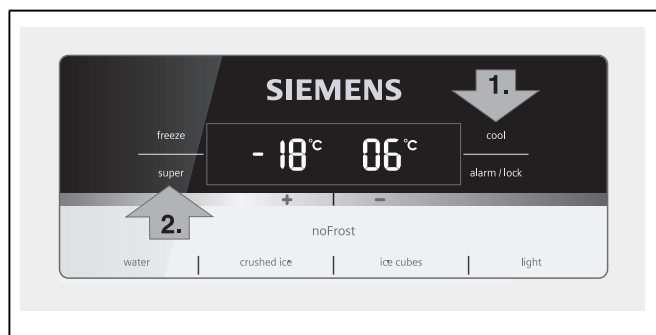 SIEMENS
1.
freeze
- 18°C 06°C
cool
super
alarm / lock
+ -
2.
noFrost
water crushed ice ice cubes light